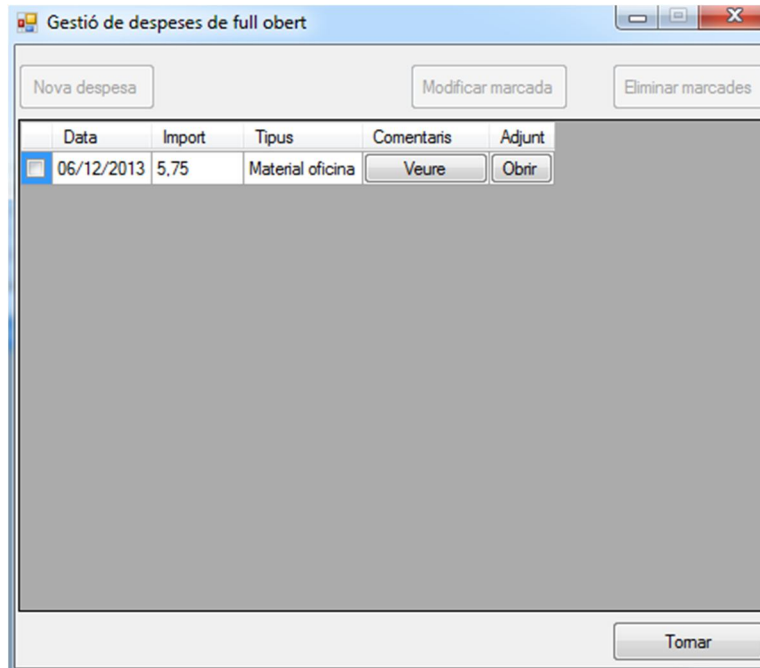 Gestió de despeses de full obert
Nova despesa Modificar marcada Eliminar marcades
Data Import Tipus Comentaris Adjunt
06/12/2013 5,75 Material oficina Veure Obrir
Tornar